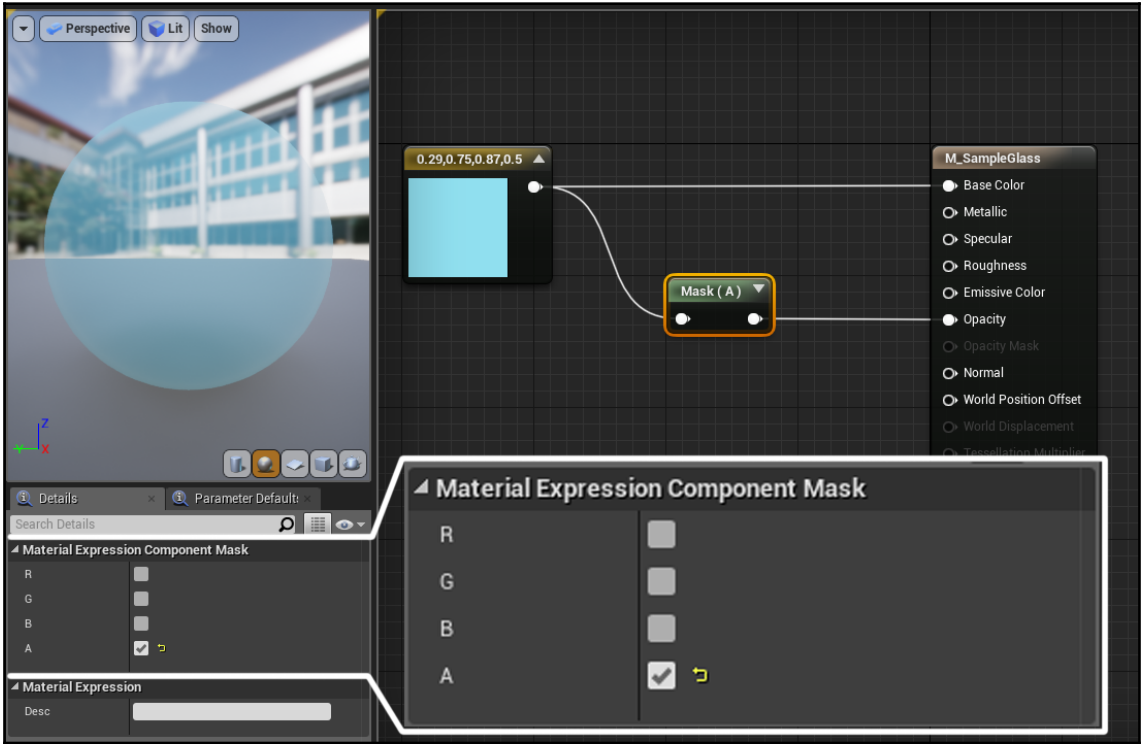 Perspective
Lit
Show
0.29,0.75,0.87,0.5
M_SampleGlass
Base Color
Metallic
Specular
Roughness
Mask ( A )
Emissive Color
Opacity
Opacity Mask
Normal
World Position Offset
World Displacement
Tessellation Multiplier
Z
Y
X
Details
Parameter Default:
Search Details
Material Expression Component Mask
R
G
B
A
Material Expression
Desc
Material Expression Component Mask
R
G
B
A